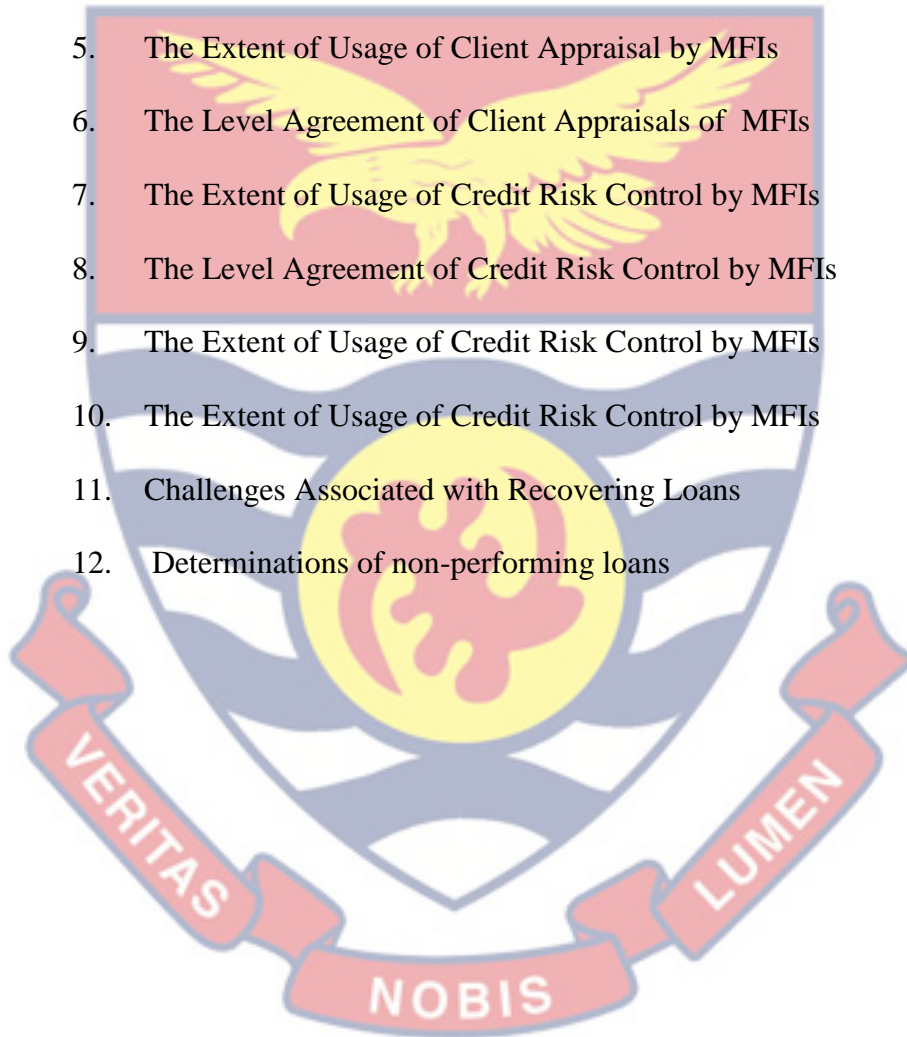 5. The Extent of Usage of Client Appraisal by MFIs
6. The Level Agreement of Client Appraisals of MFIs
7. The Extent of Usage of Credit Risk Control by MFIs
8. The Level Agreement of Credit Risk Control by MFIs
9. The Extent of Usage of Credit Risk Control by MFIs
10. The Extent of Usage of Credit Risk Control by MFIs
11. Challenges Associated with Recovering Loans
12. Determinations of non-performing loans
VERITAS
NOBIS
LUMEN